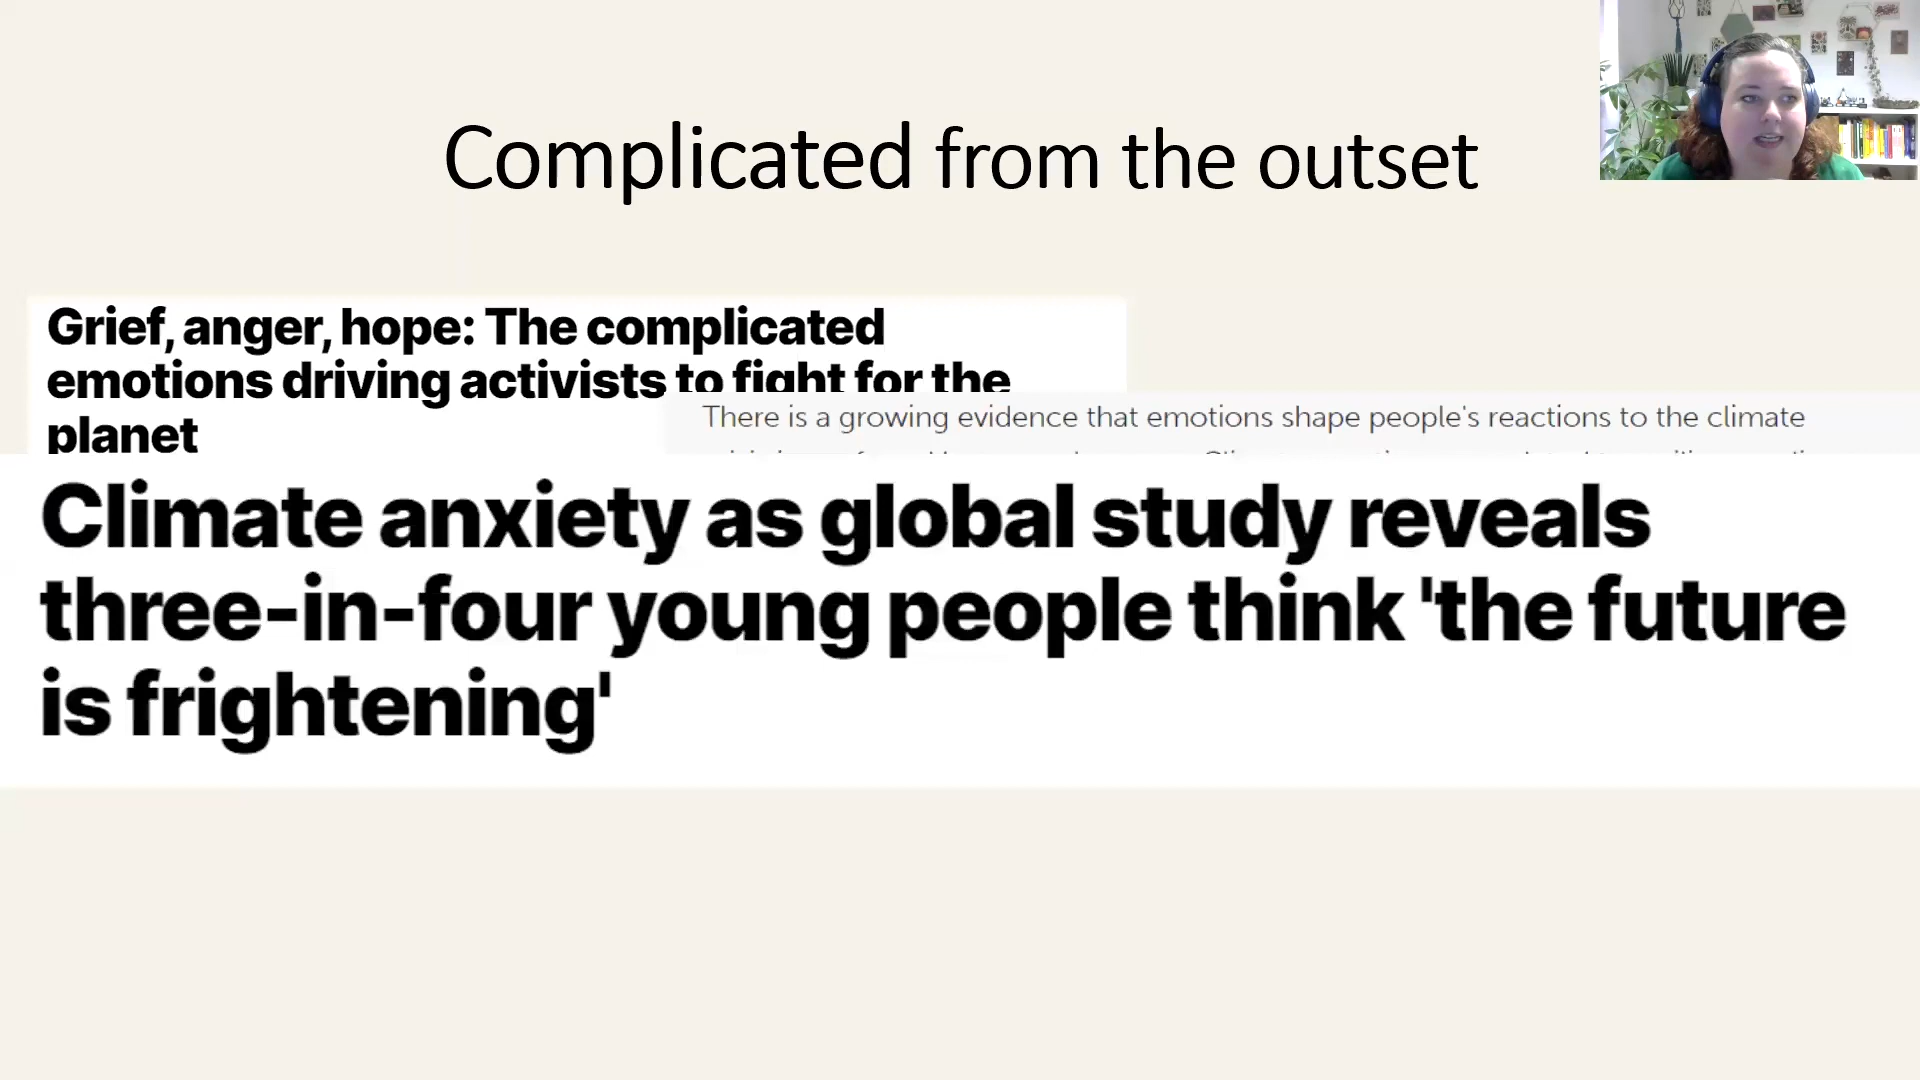 Complicated from the outset
Grief, anger, hope: The complicated
emotions driving activists to fight for the
planet
There is a growing evidence that emotions shape people's reactions to the climate
Climate anxiety as global study reveals
three-in-four young people think 'the future
is frightening'